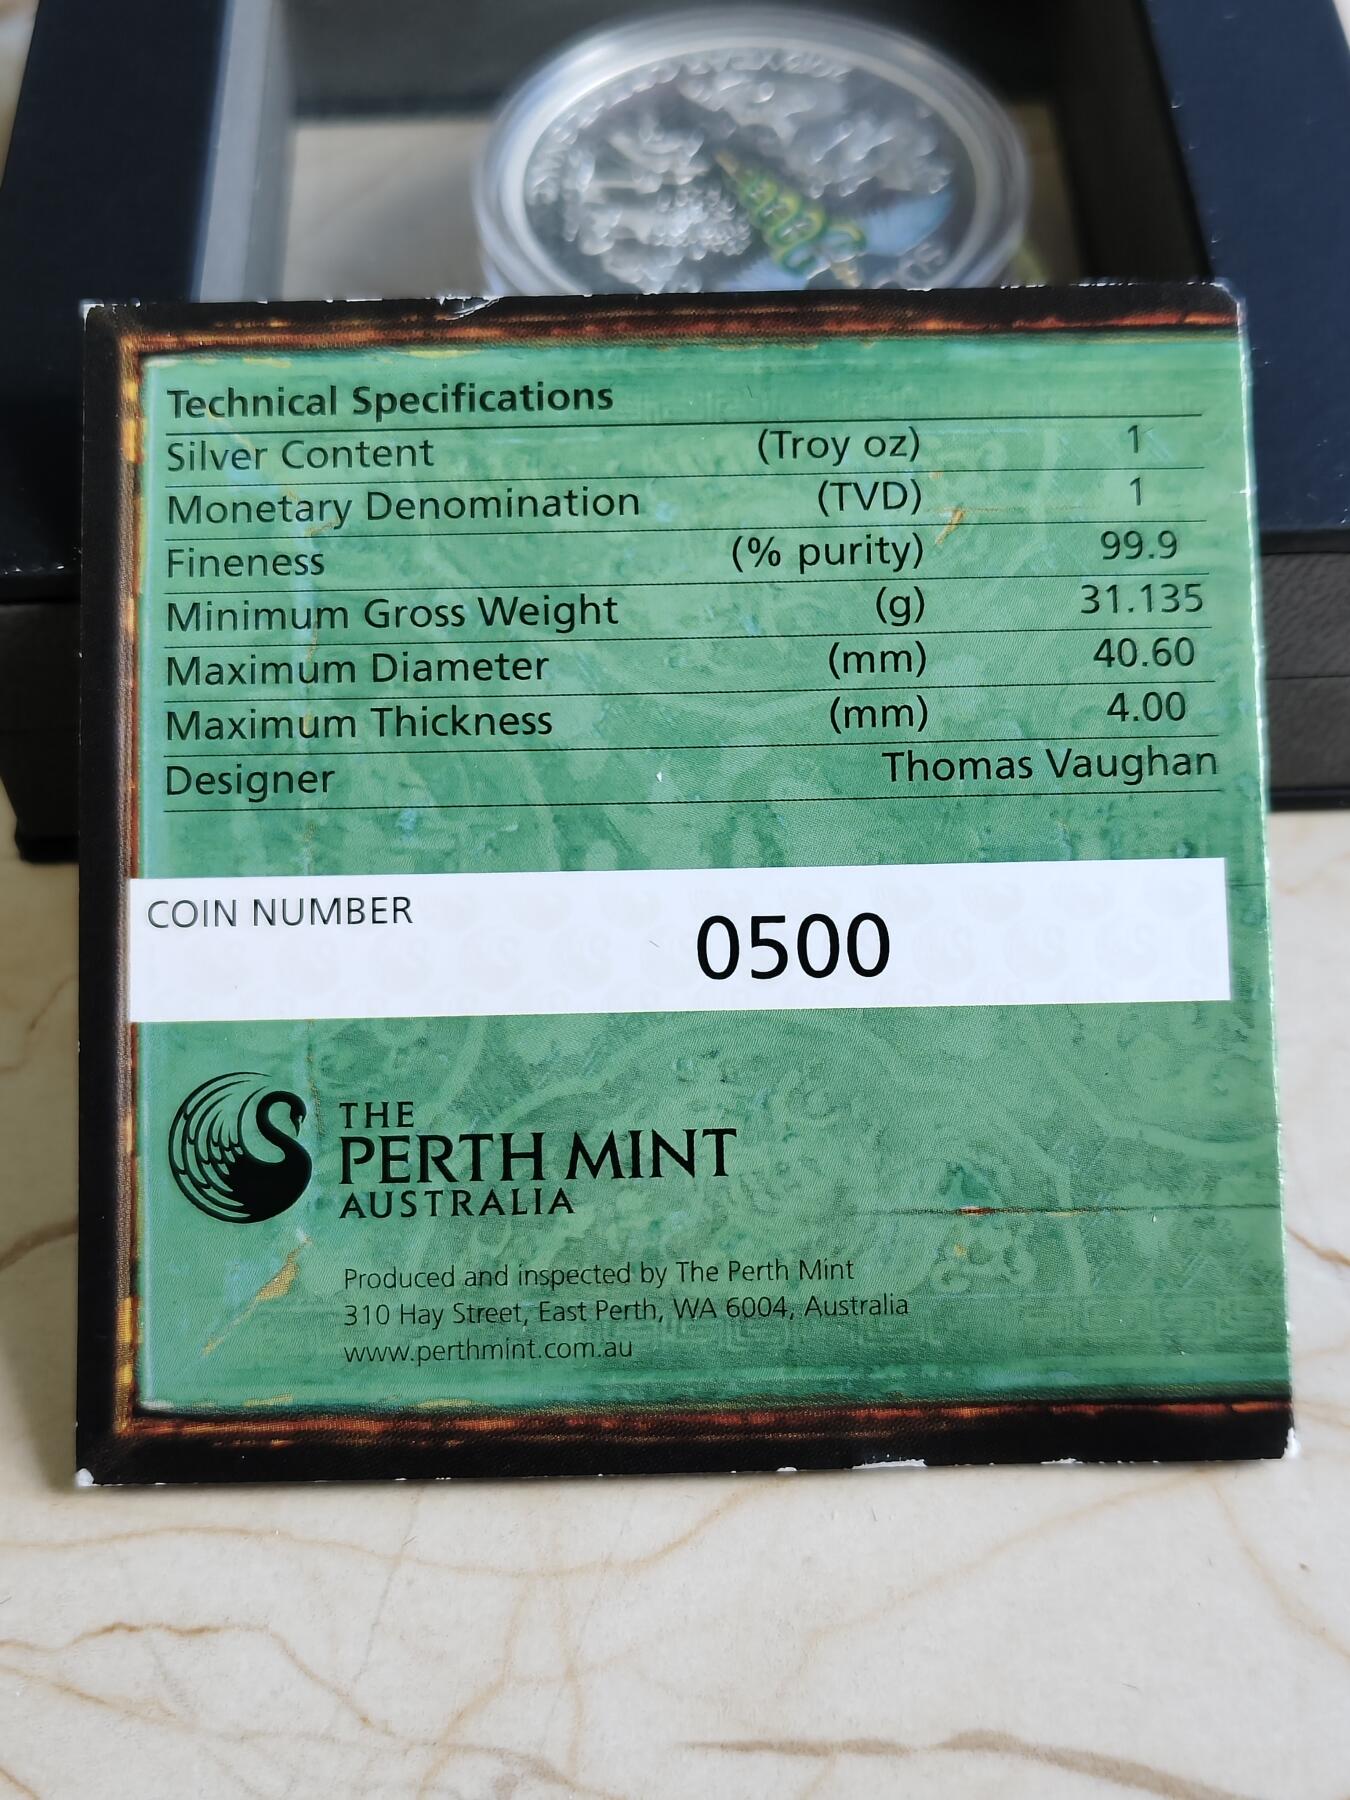 Technical Specifications
Silver Content (Troy oz) 1
Monetary Denomination (TVD) 1
Fineness (% purity) 99.9
Minimum Gross Weight (g) 31.135
Maximum Diameter (mm) 40.60
Maximum Thickness (mm) 4.00
Designer Thomas Vaughan
COIN NUMBER 0500
THE
PERTH MINT
AUSTRALIA
Produced and inspected by The Perth Mint
310 Hay Street, East Perth, WA 6004, Australia
www.perthmint.com.au